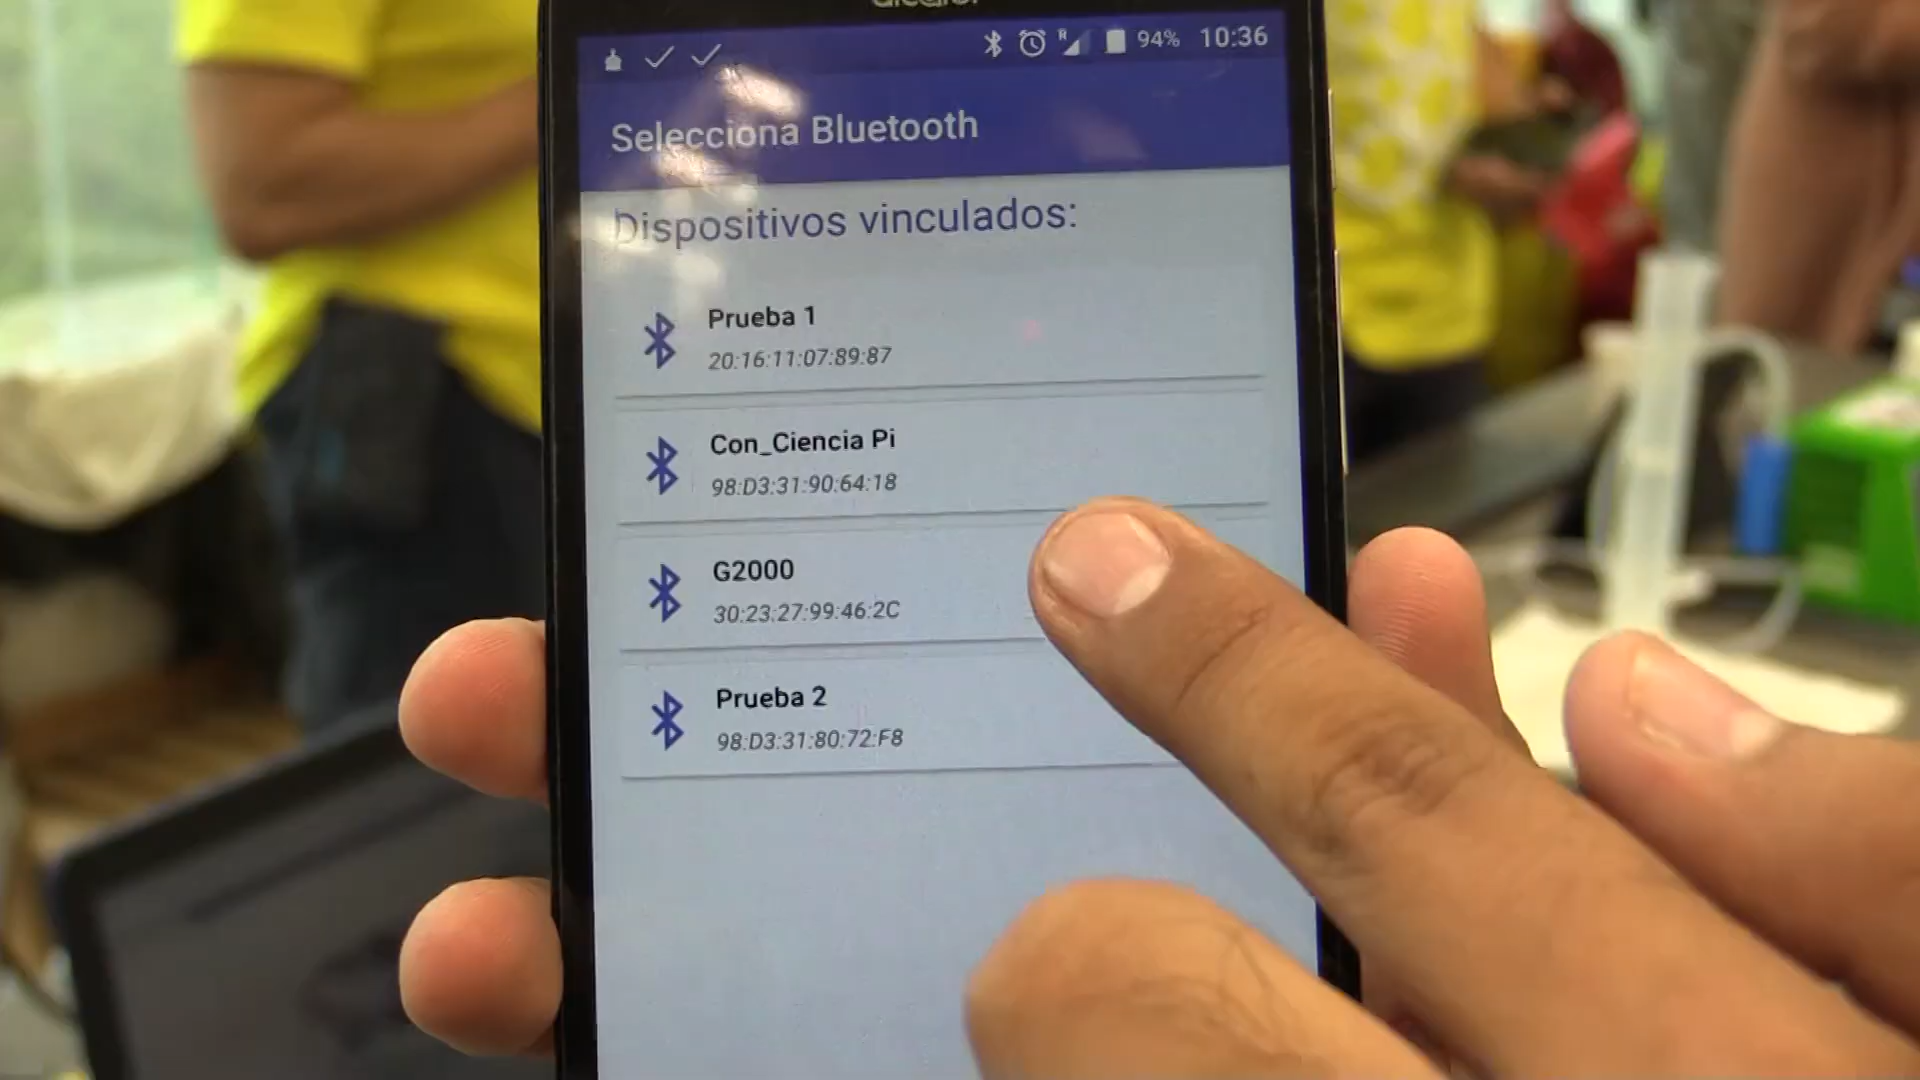 alcatel
94% 10:36
Selecciona Bluetooth
Dispositivos vinculados:
Prueba 1
20:16:11:07:89:87
Con_Ciencia Pi
98:D3:31:90:64:18
G2000
30:23:27:99:46:2C
Prueba 2
98:D3:31:80:72:F8